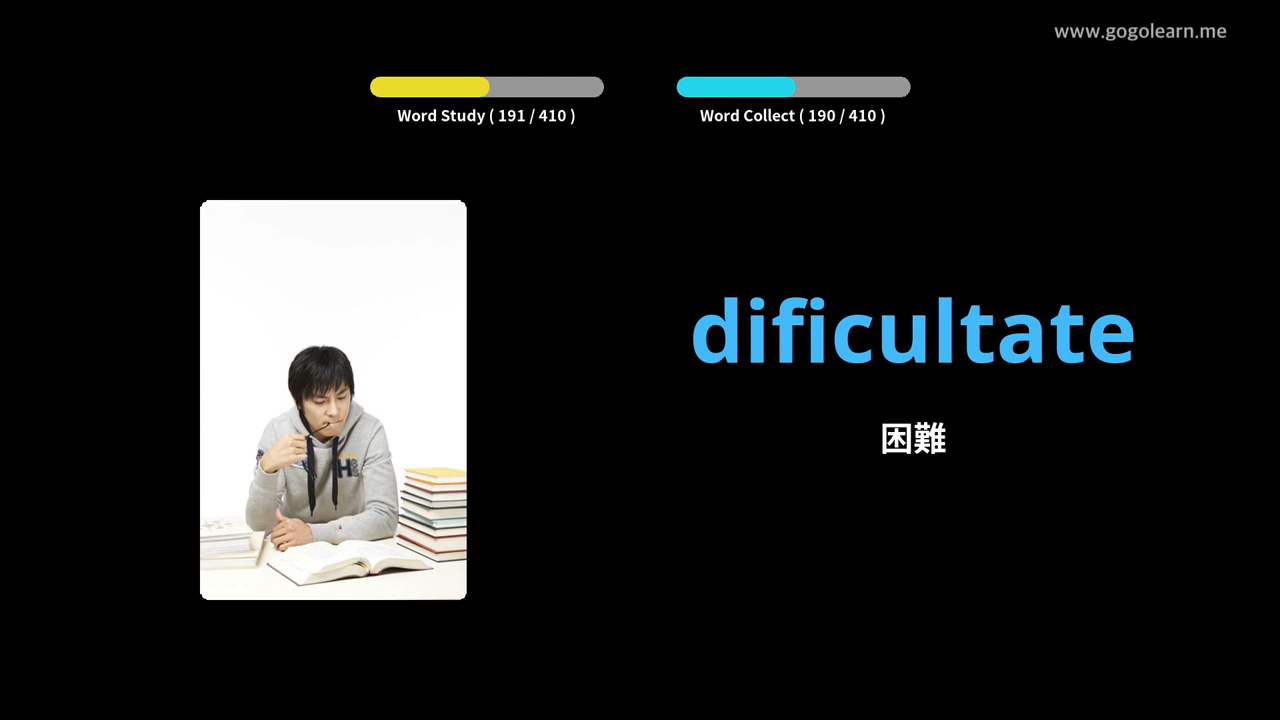 www.gogolearn.me
Word Study ( 191 / 410 )
Word Collect ( 190 / 410 )
dificultate
困難
H